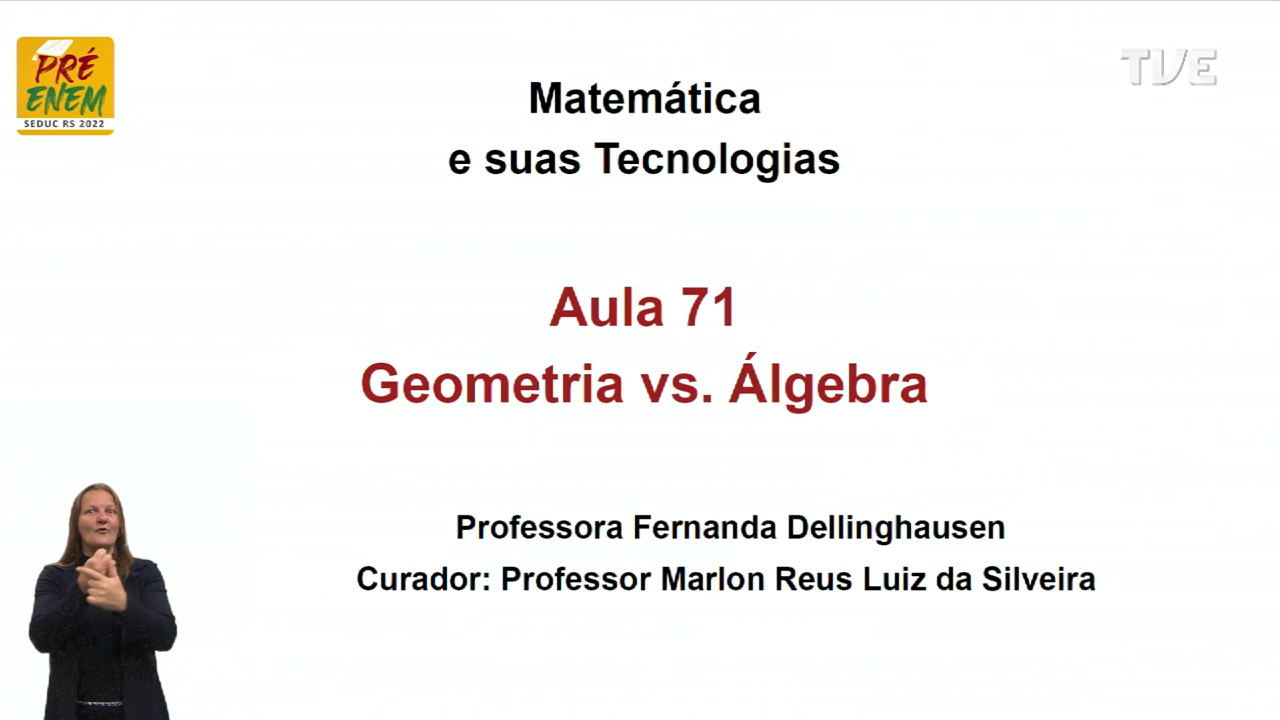 PRÉ
ENEM
SEDUC RS 2022
TVE
Matemática
e suas Tecnologias
Aula 71
Geometria vs. Álgebra
Professora Fernanda Dellinghausen
Curador: Professor Marlon Reus Luiz da Silveira